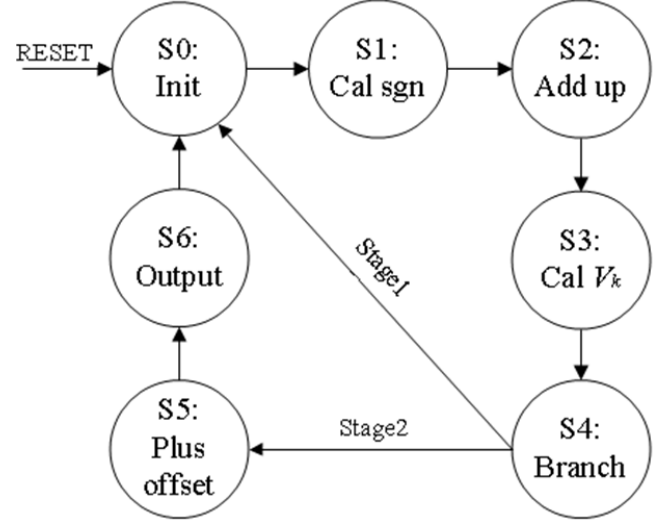 RESET
S0:
Init
S1:
Cal sgn
S2:
Add up
S3:
Cal Vk
S4:
Branch
Stage1
Stage2
S5:
Plus
offset
S6:
Output